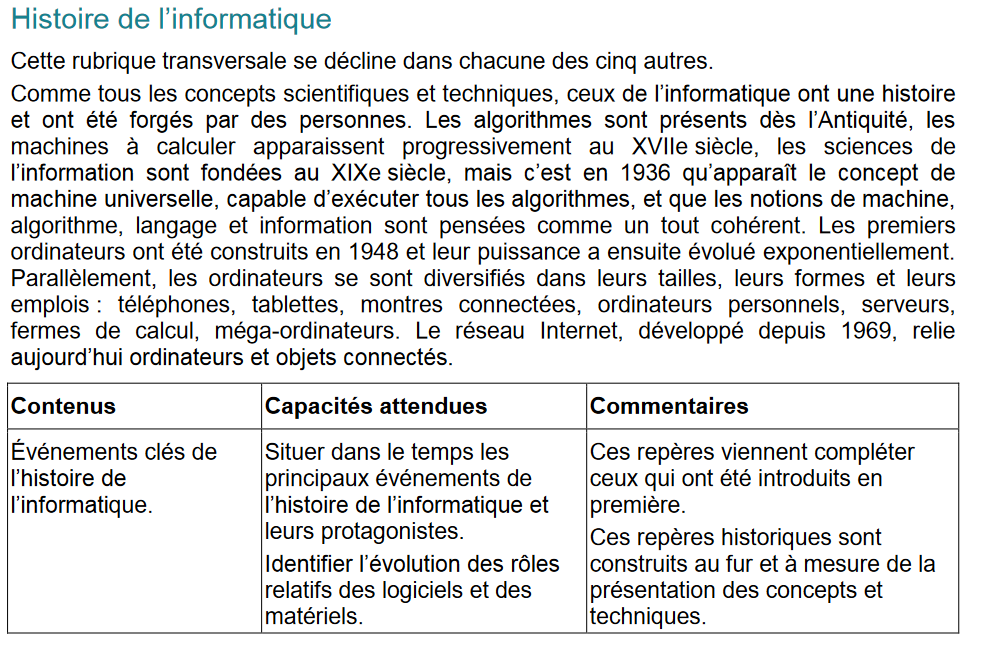 Histoire de l’informatique
Cette rubrique transversale se décline dans chacune des cinq autres.
Comme tous les concepts scientifiques et techniques, ceux de l’informatique ont une histoire
et ont été forgés par des personnes. Les algorithmes sont présents dès l’Antiquité, les
machines à calculer apparaissent progressivement au XVIIe siècle, les sciences de
l’information sont fondées au XIXe siècle, mais c’est en 1936 qu’apparaît le concept de
machine universelle, capable d’exécuter tous les algorithmes, et que les notions de machine,
algorithme, langage et information sont pensées comme un tout cohérent. Les premiers
ordinateurs ont été construits en 1948 et leur puissance a ensuite évolué exponentiellement.
Parallèlement, les ordinateurs se sont diversifiés dans leurs tailles, leurs formes et leurs
emplois : téléphones, tablettes, montres connectées, ordinateurs personnels, serveurs,
fermes de calcul, méga-ordinateurs. Le réseau Internet, développé depuis 1969, relie
aujourd’hui ordinateurs et objets connectés.
Contenus
Capacités attendues
Commentaires
Événements clés de
l’histoire de
l’informatique.
Situer dans le temps les
principaux événements de
l’histoire de l’informatique et
leurs protagonistes.
Identifier l’évolution des rôles
relatifs des logiciels et des
matériels.
Ces repères viennent compléter
ceux qui ont été introduits en
première.
Ces repères historiques sont
construits au fur et à mesure de la
présentation des concepts et
techniques.